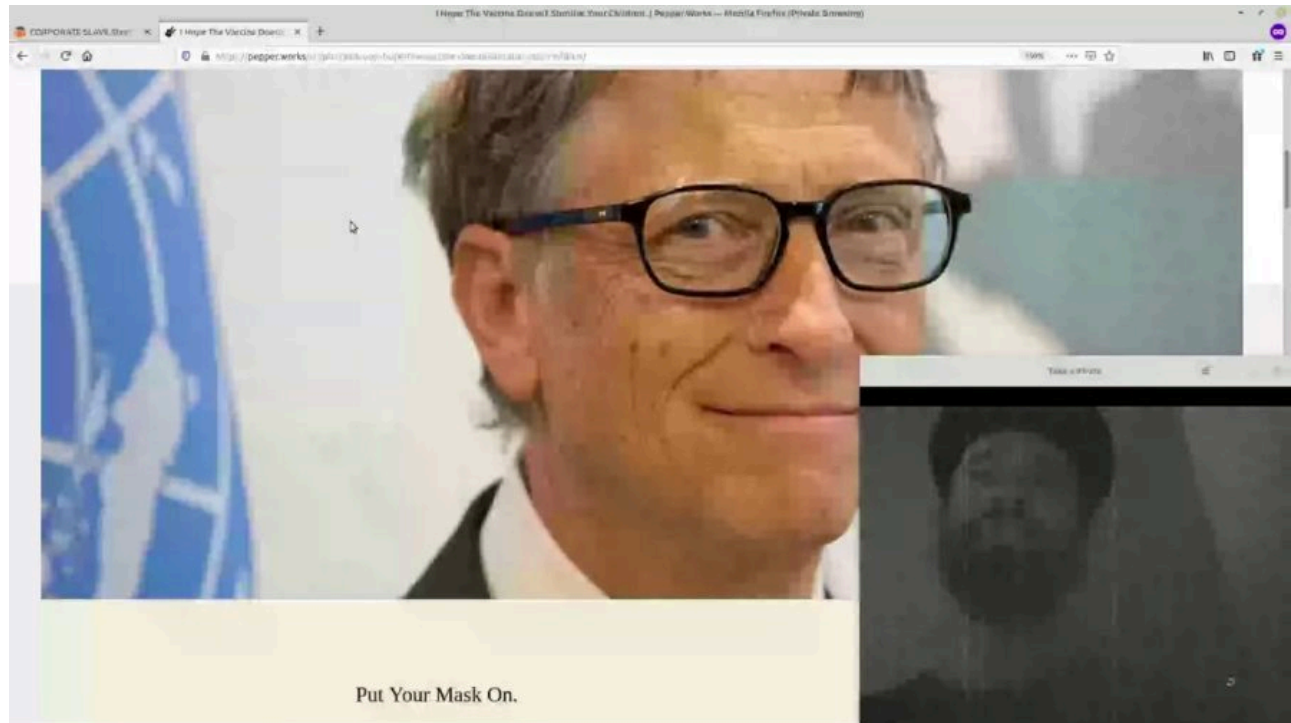 I Hope The Vaccine Doesn't Sterilize Your Children. | Pepper Works — Mozilla Firefox (Private Browsing)
CORPORATE SLAVE
I Hope The Vaccine Doesn't
pepper.works
Take a Photo
Put Your Mask On.